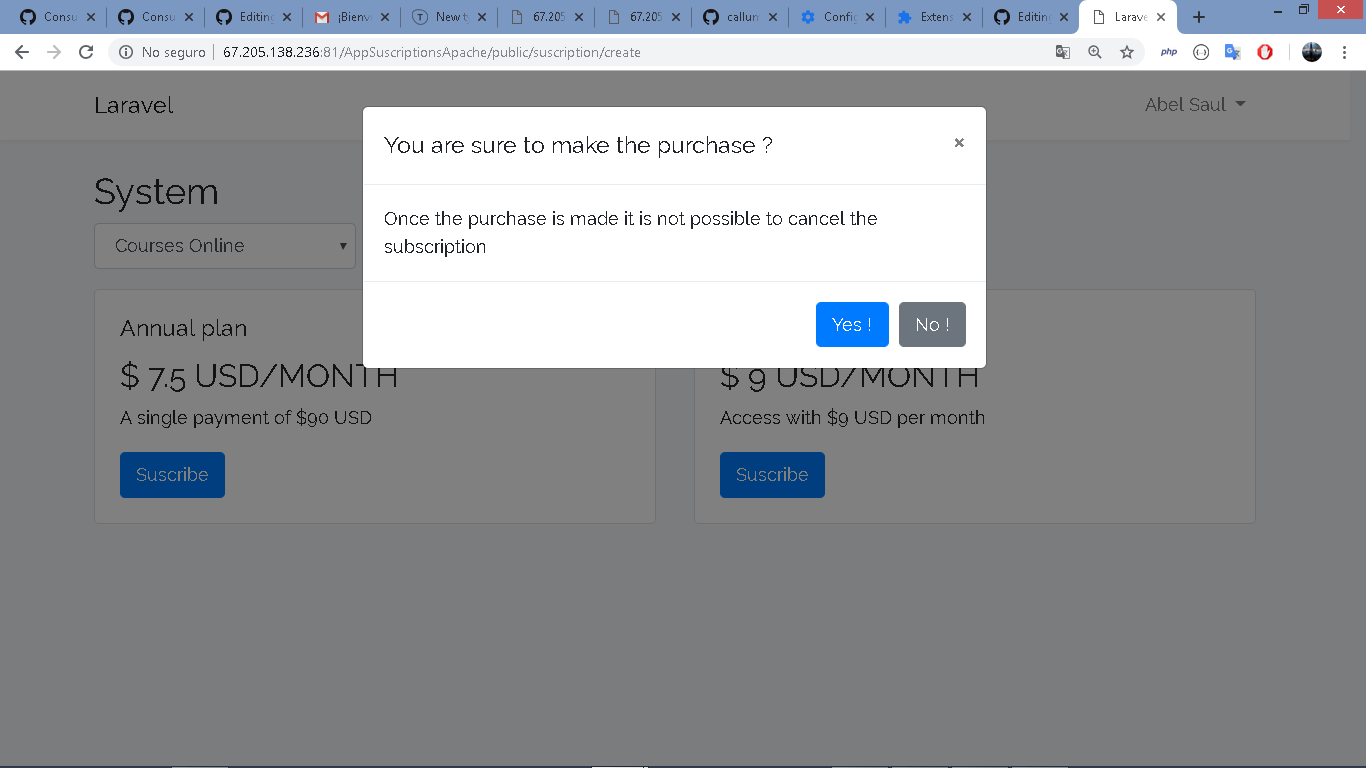 Consu
Consu
Editing
¡Bienv
New t
67.205
67.205
callum
Config
Extens
Editing
Larave
No seguro
67.205.138.236:81/AppSuscriptionsApache/public/suscription/create
php
Laravel
Abel Saul
You are sure to make the purchase ?
×
Once the purchase is made it is not possible to cancel the
subscription
Yes !
No !
System
Courses Online
Annual plan
$ 7.5 USD/MONTH
A single payment of $90 USD
Suscribe
$ 9 USD/MONTH
Access with $9 USD per month
Suscribe